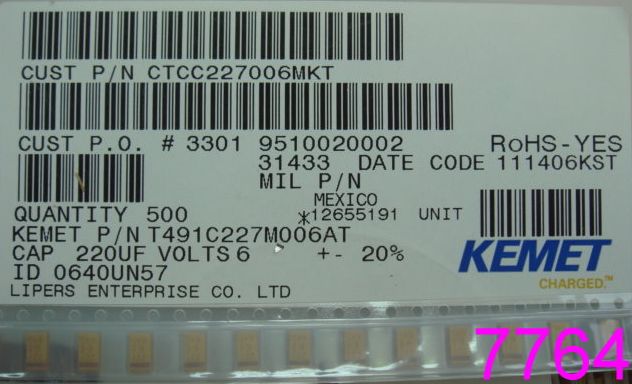 CUST P/N CTCC227006MKT
CUST P.O. # 3301 9510020002 RoHS-YES
31433 DATE CODE 111406KST
MIL P/N
MEXICO
QUANTITY 500 *12655191 UNIT
KEMET P/N T491C227M006AT
CAP 220UF VOLTS 6 +- 20%
ID 0640UN57
LIPERS ENTERPRISE CO. LTD
KEMET
CHARGED.™
7764